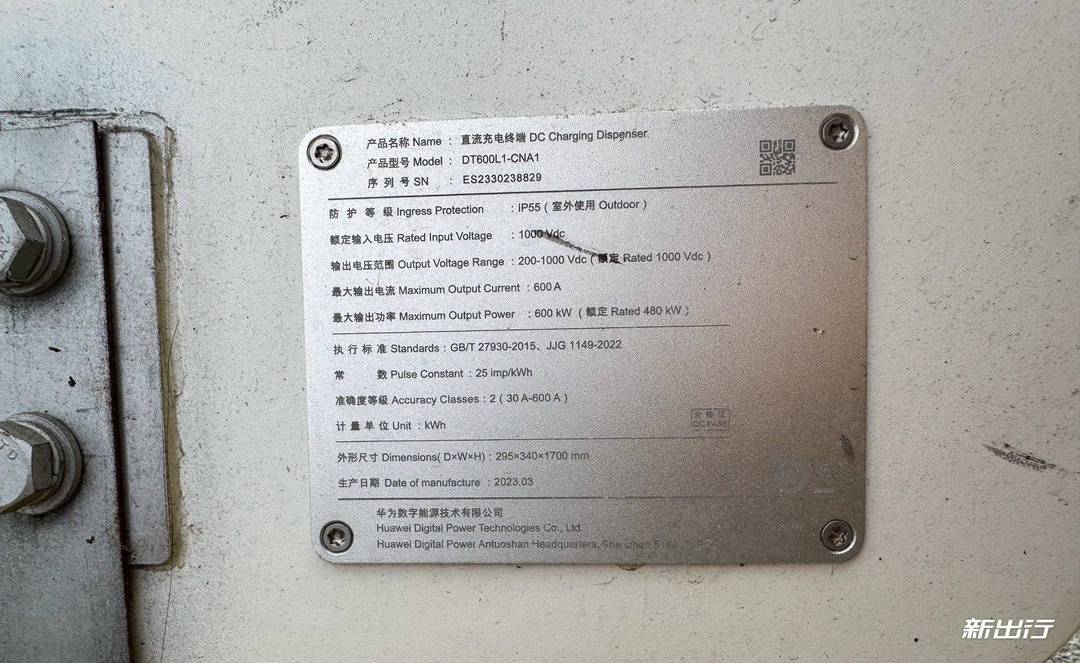 产品名称 Name : 直流充电终端 DC Charging Dispenser
产品型号 Model : DT600L1-CNA1
序 列 号 SN : ES2330238829
防 护 等 级 Ingress Protection : IP55 ( 室外使用 Outdoor )
额定输入电压 Rated Input Voltage : 1000 Vdc
输出电压范围 Output Voltage Range : 200-1000 Vdc ( 额定 Rated 1000 Vdc )
最大输出电流 Maximum Output Current : 600 A
最大输出功率 Maximum Output Power : 600 kW ( 额定 Rated 480 kW )
执 行 标 准 Standards : GB/T 27930-2015、JJG 1149-2022
常 数 Pulse Constant : 25 imp/kWh
准确度等级 Accuracy Classes : 2 ( 30 A-600 A )
合 格 证
QC PASS
计 量 单 位 Unit : kWh
外形尺寸 Dimensions( D×W×H) : 295×340×1700 mm
生产日期 Date of manufacture : 2023.03
华为数字能源技术有限公司
Huawei Digital Power Technologies Co., Ltd.
Huawei Digital Power Antuoshan Headquarters, Shenzhen
新出行